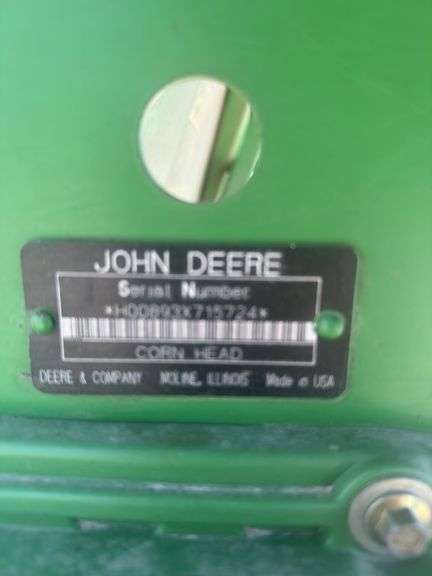 JOHN DEERE
Serial Number
*H00893X715724*
CORN HEAD
DEERE & COMPANY MOLINE, ILLINOIS Made in USA